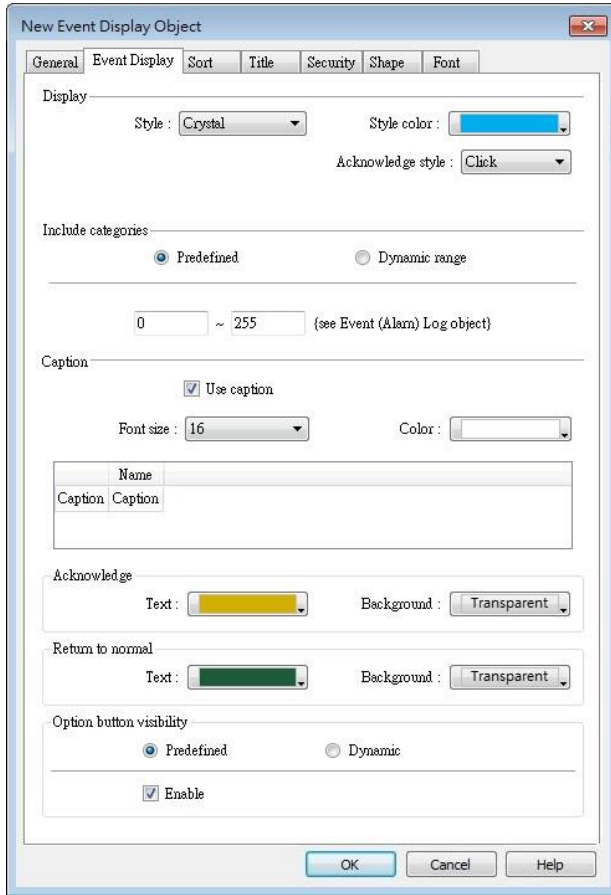 New Event Display Object
General Event Display Sort Title Security Shape Font
Display
Style : Crystal Style color :
Acknowledge style : Click
Include categories
Predefined Dynamic range
0 ~ 255 {see Event (Alarm) Log object}
Caption
Use caption
Font size : 16 Color :
Name
Caption Caption
Acknowledge
Text : Background : Transparent
Return to normal
Text : Background : Transparent
Option button visibility
Predefined Dynamic
Enable
OK Cancel Help